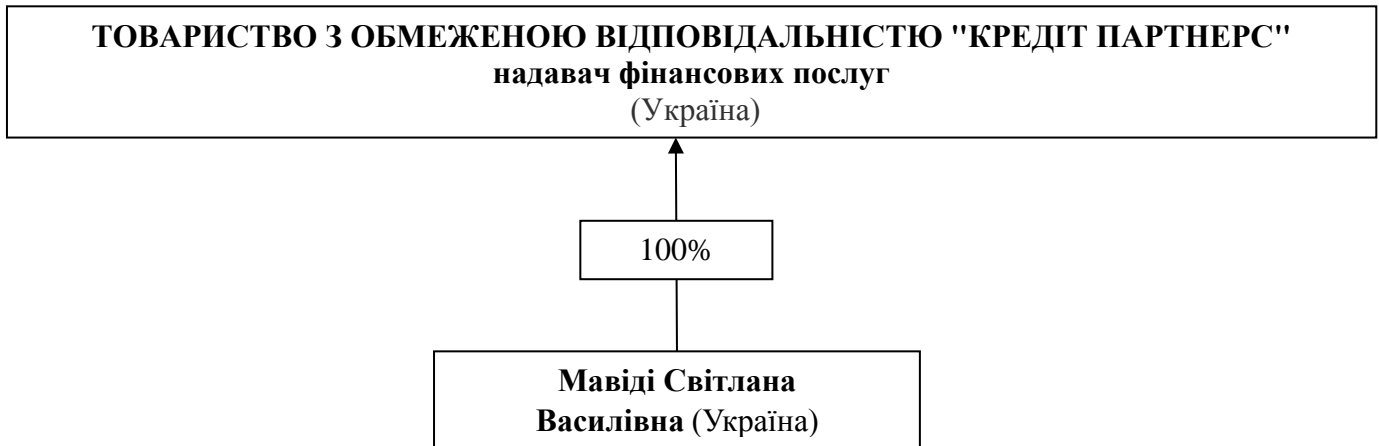 ТОВАРИСТВО З ОБМЕЖЕНОЮ ВІДПОВІДАЛЬНІСТЮ "КРЕДІТ ПАРТНЕРС"
надавач фінансових послуг
(Україна)
100%
Мавіді Світлана
Василівна (Україна)